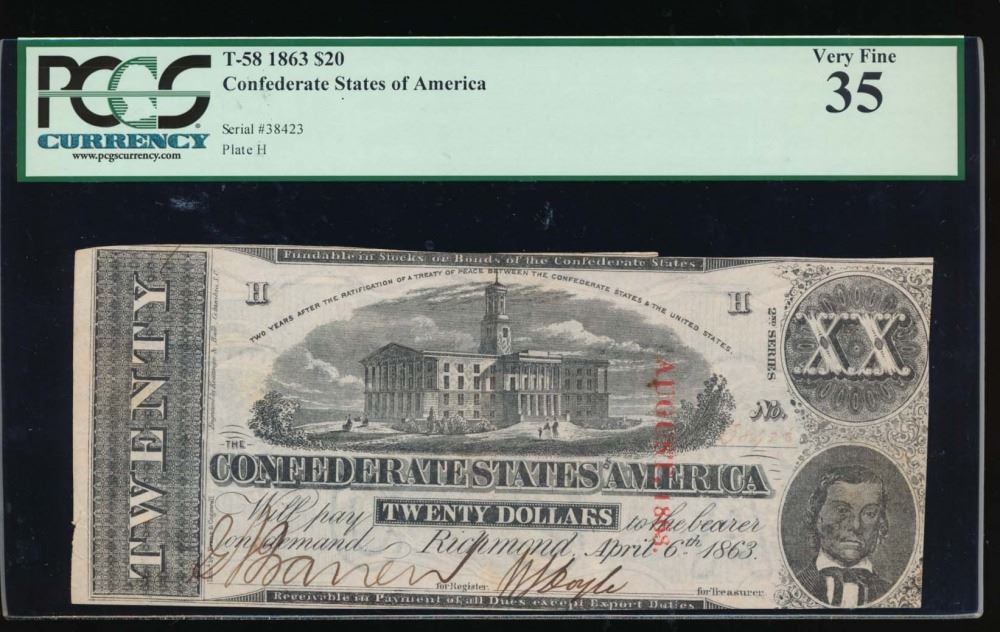 PCGS
CURRENCY
www.pcgscurrency.com
T-58 1863 $20
Confederate States of America
Serial #38423
Plate H
Very Fine
35
Fundable in Stocks or Bonds of the Confederate States
TWENTY
H
TWO YEARS AFTER THE RATIFICATION OF A TREATY OF PEACE BETWEEN THE CONFEDERATE STATES & THE UNITED STATES.
H
2ND SERIES
XX
No.
AUGUST, 1863.
THE
CONFEDERATE STATES AMERICA
Will pay TWENTY DOLLARS to the bearer
on demand. Richmond, April 6th 1863.
for Register
for Treasurer
Receivable in Payment of all Dues except Export Duties